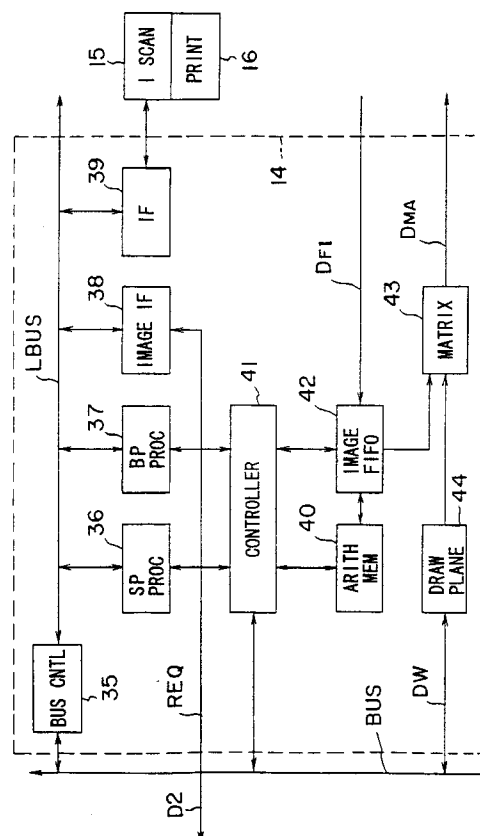 15
I SCAN
PRINT
16
39
IF
14
LBUS
38
IMAGE IF
DF1
DMA
37
BP
PROC
41
CONTROLLER
42
IMAGE
FIFO
43
MATRIX
36
SP
PROC
40
ARITH
MEM
44
DRAW
PLANE
BUS CNTL
35
REQ
DW
BUS
D2